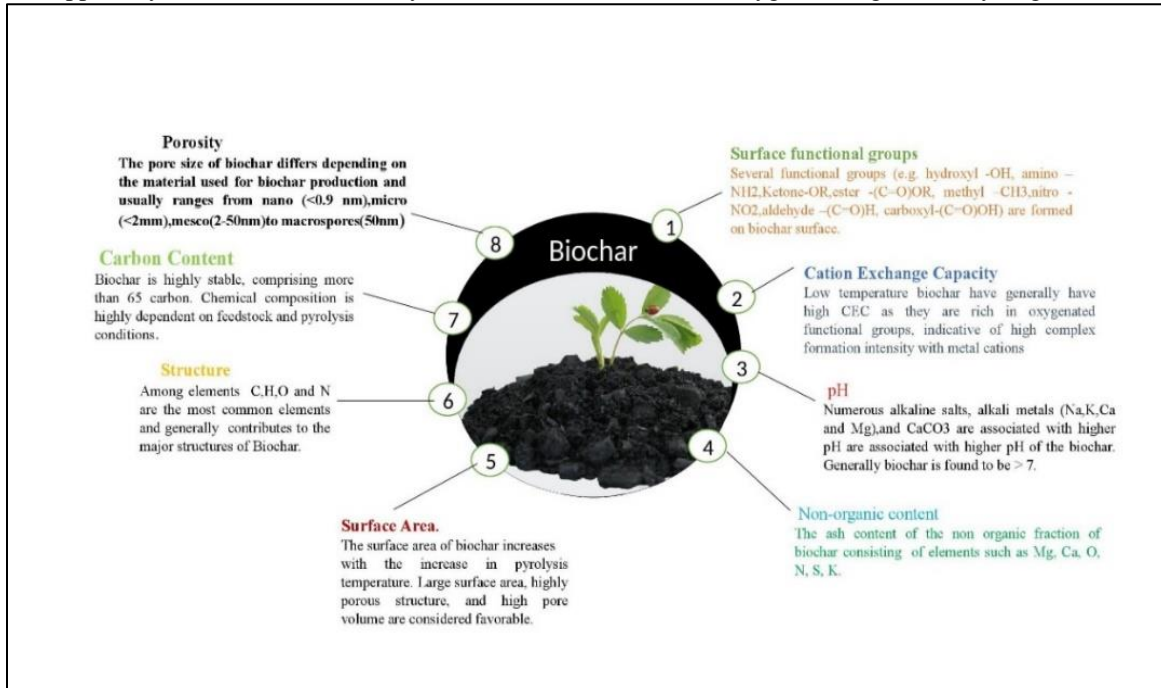 Biochar
1
Surface functional groups
Several functional groups (e.g. hydroxyl -OH, amino –
NH2,Ketone-OR,ester -(C=O)OR, methyl –CH3,nitro -
NO2,aldehyde –(C=O)H, carboxyl-(C=O)OH) are formed
on biochar surface.
2
Cation Exchange Capacity
Low temperature biochar have generally have
high CEC as they are rich in oxygenated
functional groups, indicative of high complex
formation intensity with metal cations
3
pH
Numerous alkaline salts, alkali metals (Na,K,Ca
and Mg),and CaCO3 are associated with higher
pH are associated with higher pH of the biochar.
Generally biochar is found to be > 7.
4
Non-organic content
The ash content of the non organic fraction of
biochar consisting of elements such as Mg, Ca, O,
N, S, K.
5
Surface Area.
The surface area of biochar increases
with the increase in pyrolysis
temperature. Large surface area, highly
porous structure, and high pore
volume are considered favorable.
6
Structure
Among elements C,H,O and N
are the most common elements
and generally contributes to the
major structures of Biochar.
7
Carbon Content
Biochar is highly stable, comprising more
than 65 carbon. Chemical composition is
highly dependent on feedstock and pyrolysis
conditions.
8
Porosity
The pore size of biochar differs depending on
the material used for biochar production and
usually ranges from nano (<0.9 nm),micro
(<2mm),mesco(2-50nm)to macrospores(50nm)